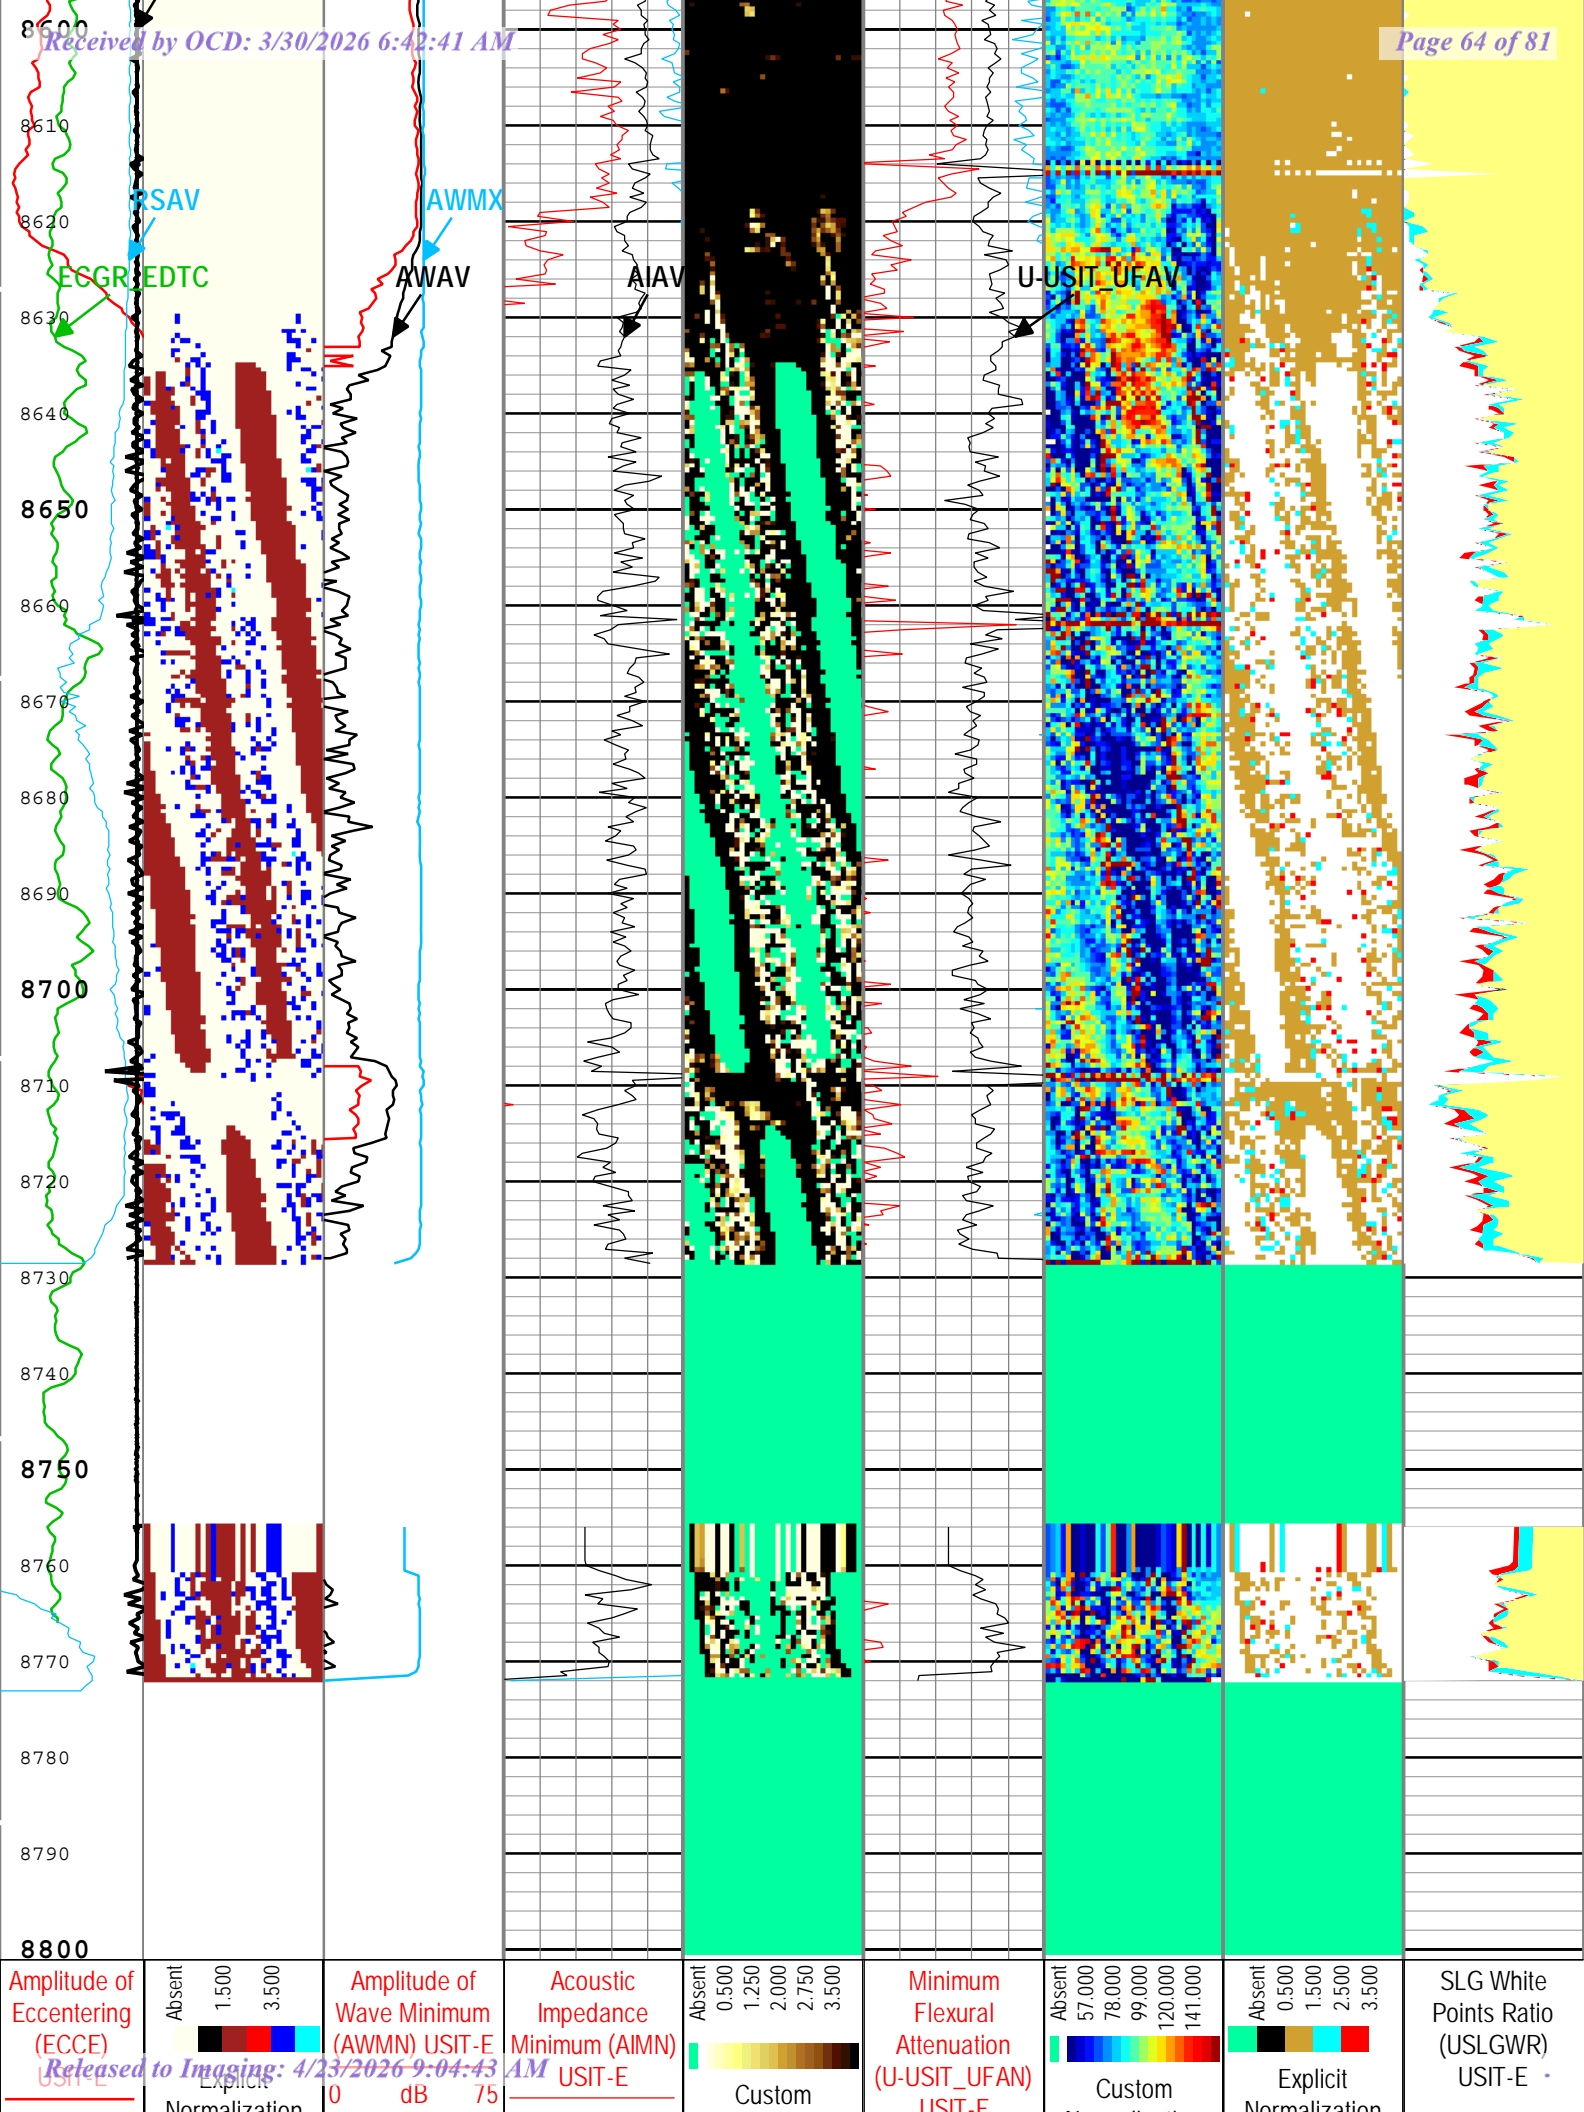 8600
Received by OCD: 3/30/2026 6:42:41 AM
Page 64 of 81
8610
RSAV
AWMX
8620
ECGR_EDTC
AWAV
AIAV
U-USIT_UFAV
8630
8640
8650
8660
8670
8680
8690
8700
8710
8720
8730
8740
8750
8760
8770
8780
8790
8800
Amplitude of
Eccentering
(ECCE)
USIT-E
Absent
1.500
3.500
Explicit
Normalization
Amplitude of
Wave Minimum
(AWMN) USIT-E
0 dB 75
Acoustic
Impedance
Minimum (AIMN)
USIT-E
Absent
0.500
1.250
2.000
2.750
3.500
Custom
Minimum
Flexural
Attenuation
(U-USIT_UFAN)
USIT-E
Absent
57.000
78.000
99.000
120.000
141.000
Custom
Absent
0.500
1.500
2.500
3.500
Explicit
Normalization
SLG White
Points Ratio
(USLGWR)
USIT-E
Released to Imaging: 4/23/2026 9:04:43 AM